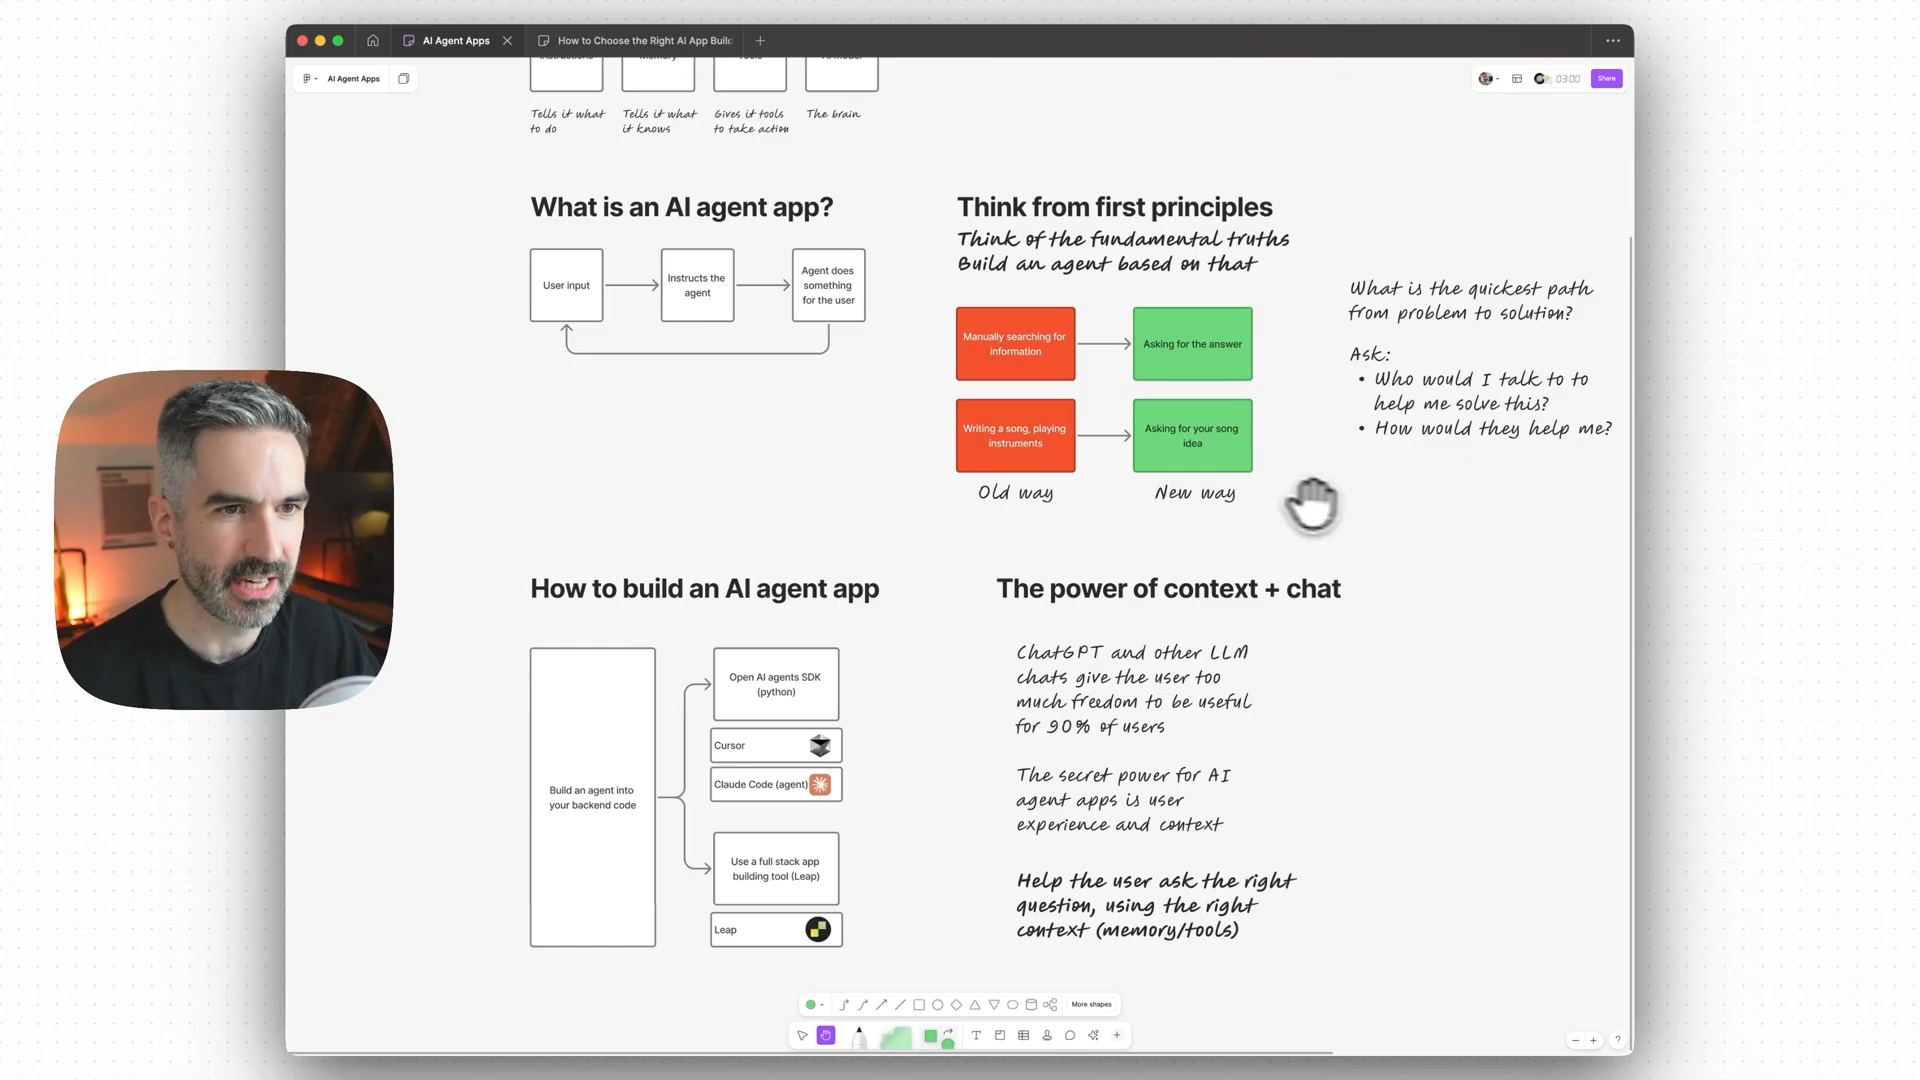 AI Agent Apps
How to Choose the Right AI App Build
AI Agent Apps
03:00
Share
Tells it what
to do
Tells it what
it knows
Gives it tools
to take action
The brain
What is an AI agent app?
User input
Instructs the
agent
Agent does
something
for the user
Think from first principles
Think of the fundamental truths
Build an agent based on that
Manually searching for
information
Asking for the answer
Writing a song, playing
instruments
Asking for your song
idea
Old way
New way
What is the quickest path
from problem to solution?
Ask:
• Who would I talk to to
help me solve this?
• How would they help me?
How to build an AI agent app
Build an agent into
your backend code
Open AI agents SDK
(python)
Cursor
Claude Code (agent)
Use a full stack app
building tool (Leap)
Leap
The power of context + chat
ChatGPT and other LLM
chats give the user too
much freedom to be useful
for 90% of users
The secret power for AI
agent apps is user
experience and context
Help the user ask the right
question, using the right
context (memory/tools)
More shapes